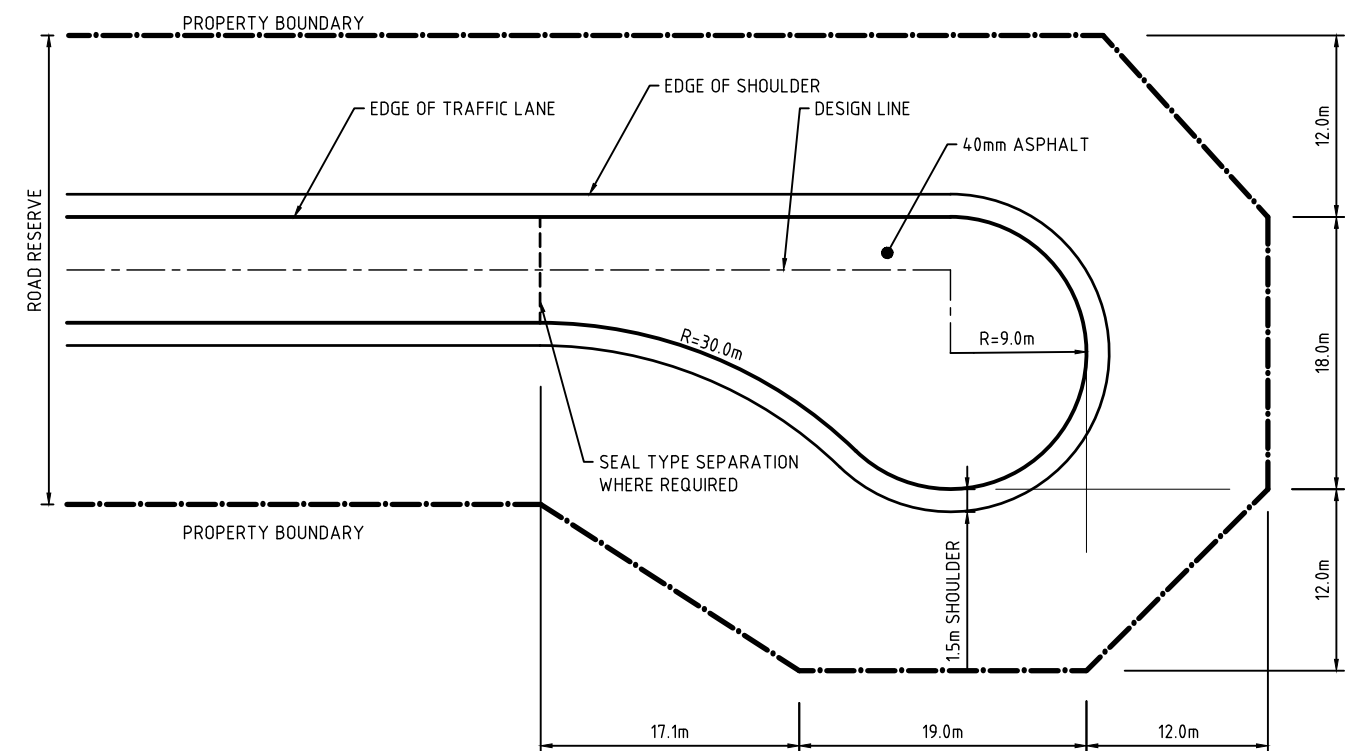 PROPERTY BOUNDARY
EDGE OF SHOULDER
EDGE OF TRAFFIC LANE
DESIGN LINE
40mm ASPHALT
12.0m
ROAD RESERVE
R=30.0m
R=9.0m
18.0m
SEAL TYPE SEPARATION
WHERE REQUIRED
PROPERTY BOUNDARY
1.5m SHOULDER
12.0m
17.1m
19.0m
12.0m